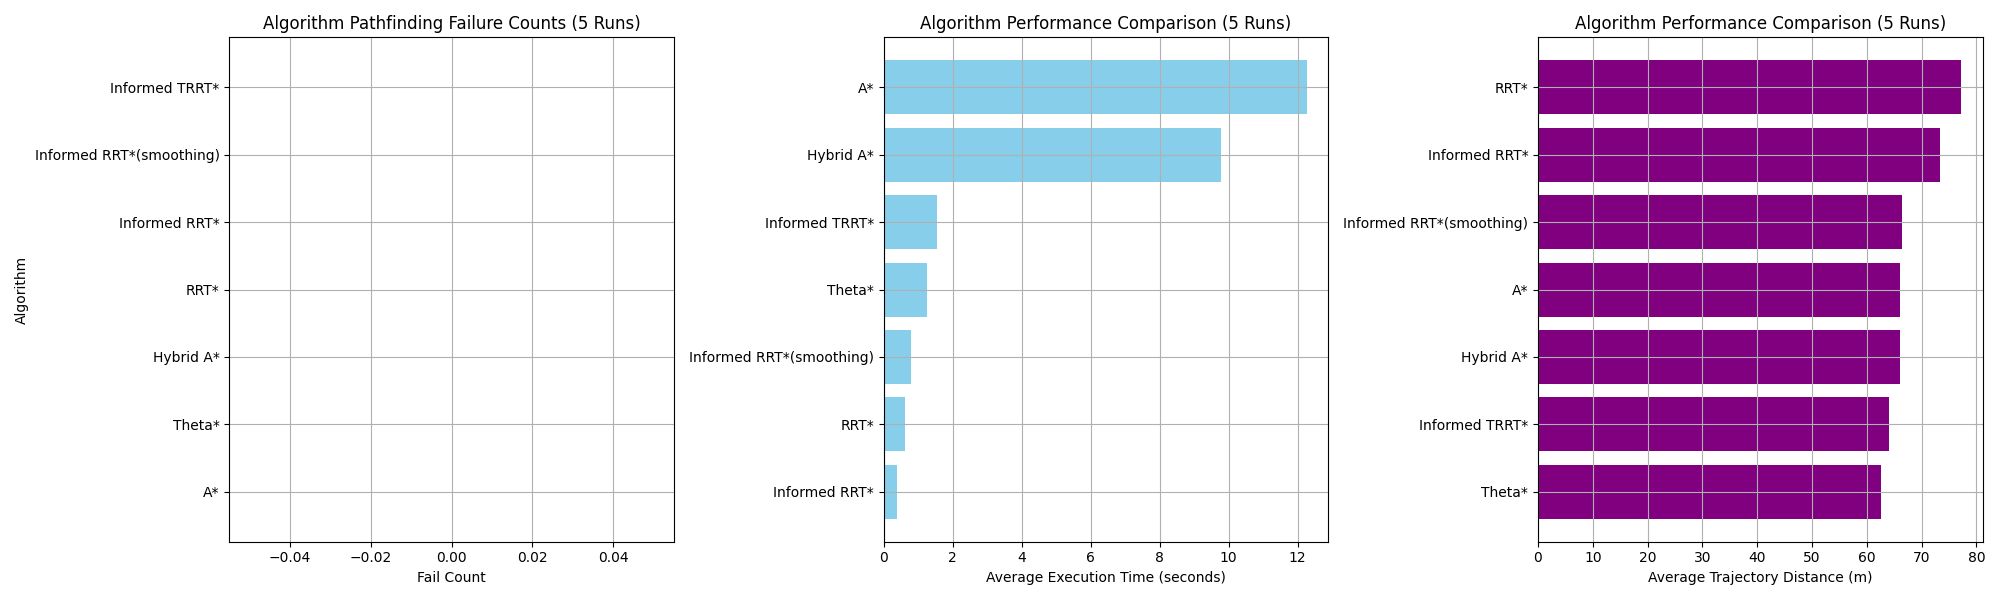 Algorithm Pathfinding Failure Counts (5 Runs)
Algorithm
Informed TRRT*
Informed RRT*(smoothing)
Informed RRT*
RRT*
Hybrid A*
Theta*
A*
−0.04 −0.02 0.00 0.02 0.04
Fail Count
Algorithm Performance Comparison (5 Runs)
A*
Hybrid A*
Informed TRRT*
Theta*
Informed RRT*(smoothing)
RRT*
Informed RRT*
0 2 4 6 8 10 12
Average Execution Time (seconds)
Algorithm Performance Comparison (5 Runs)
RRT*
Informed RRT*
Informed RRT*(smoothing)
A*
Hybrid A*
Informed TRRT*
Theta*
0 10 20 30 40 50 60 70 80
Average Trajectory Distance (m)